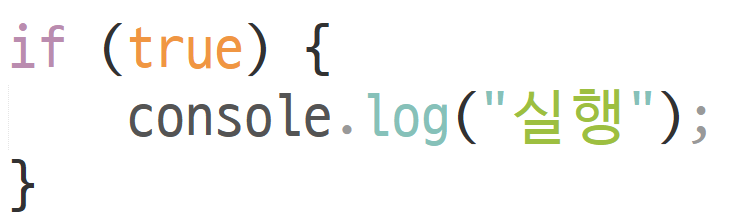 if (true) {
    console.log("실행");
}